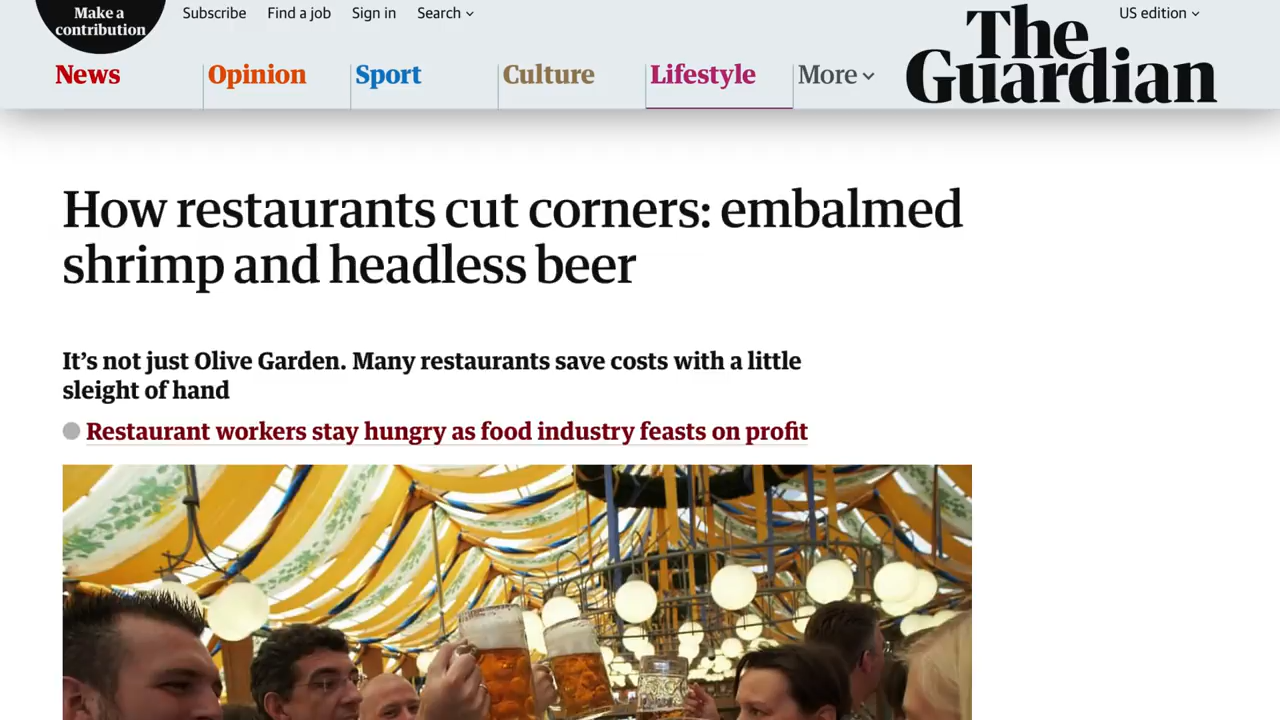 Make a
contribution
Subscribe
Find a job
Sign in
Search
US edition
The
Guardian
News
Opinion
Sport
Culture
Lifestyle
More
How restaurants cut corners: embalmed
shrimp and headless beer
It’s not just Olive Garden. Many restaurants save costs with a little
sleight of hand
Restaurant workers stay hungry as food industry feasts on profit